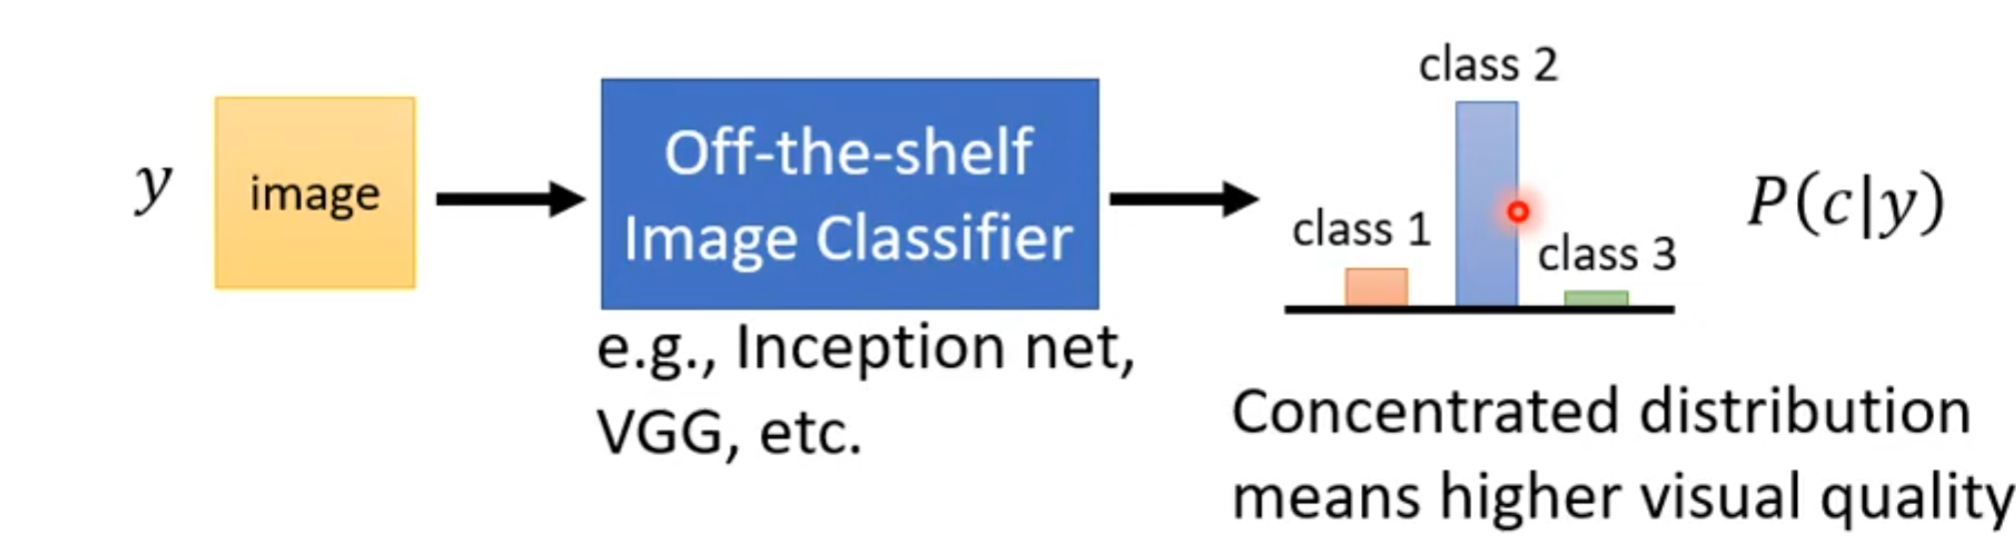 y
image
Off-the-shelf
Image Classifier
e.g., Inception net,
VGG, etc.
class 1
class 2
class 3
P(c|y)
Concentrated distribution
means higher visual quality